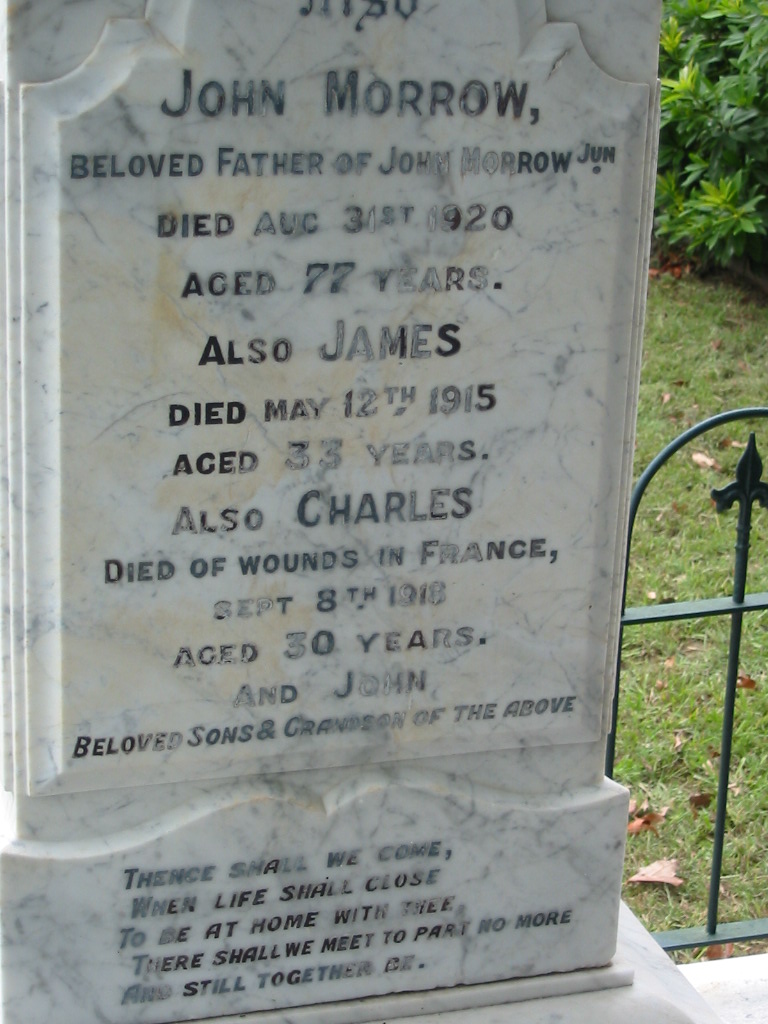 Also
JOHN MORROW,
BELOVED FATHER OF JOHN MORROW JUN
DIED AUG 31ST 1920
AGED 77 YEARS.
ALSO JAMES
DIED MAY 12TH 1915
AGED 33 YEARS.
ALSO CHARLES
DIED OF WOUNDS IN FRANCE,
SEPT 8TH 1918
AGED 30 YEARS.
AND JOHN
BELOVED SONS & GRANDSON OF THE ABOVE
THENCE SHALL WE COME,
WHEN LIFE SHALL CLOSE
TO BE AT HOME WITH THEE,
THERE SHALL WE MEET TO PART NO MORE
AND STILL TOGETHER BE.